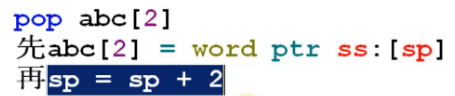 pop abc[2]
先abc[2] = word ptr ss:[sp]
再sp = sp + 2